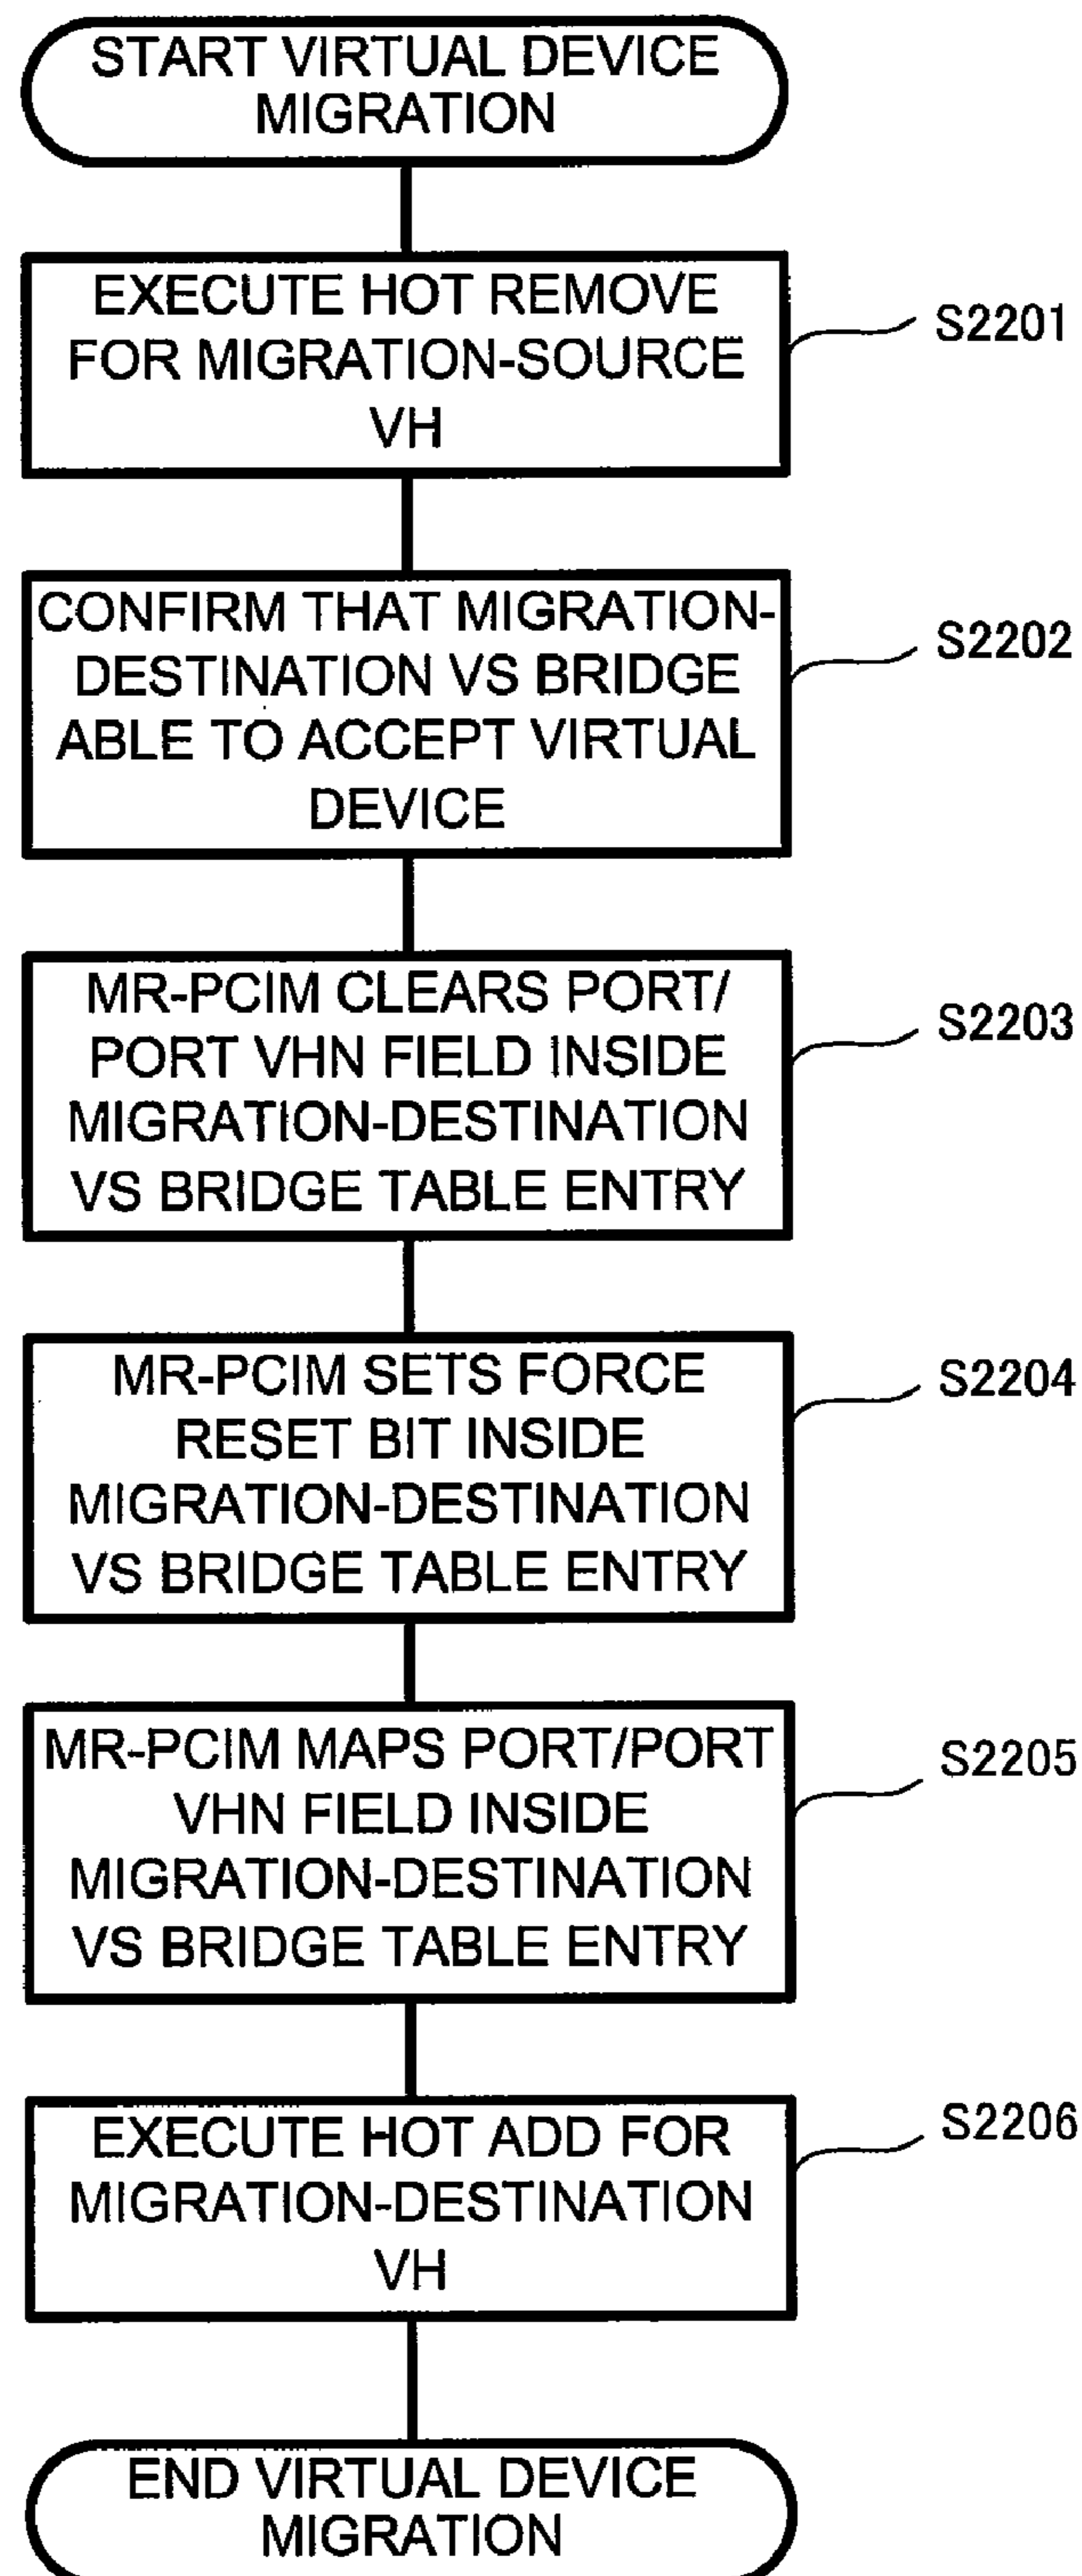 START VIRTUAL DEVICE
MIGRATION
EXECUTE HOT REMOVE
FOR MIGRATION-SOURCE
VH
S2201
CONFIRM THAT MIGRATION-
DESTINATION VS BRIDGE
ABLE TO ACCEPT VIRTUAL
DEVICE
S2202
MR-PCIM CLEARS PORT/
PORT VHN FIELD INSIDE
MIGRATION-DESTINATION
VS BRIDGE TABLE ENTRY
S2203
MR-PCIM SETS FORCE
RESET BIT INSIDE
MIGRATION-DESTINATION
VS BRIDGE TABLE ENTRY
S2204
MR-PCIM MAPS PORT/PORT
VHN FIELD INSIDE
MIGRATION-DESTINATION
VS BRIDGE TABLE ENTRY
S2205
EXECUTE HOT ADD FOR
MIGRATION-DESTINATION
VH
S2206
END VIRTUAL DEVICE
MIGRATION